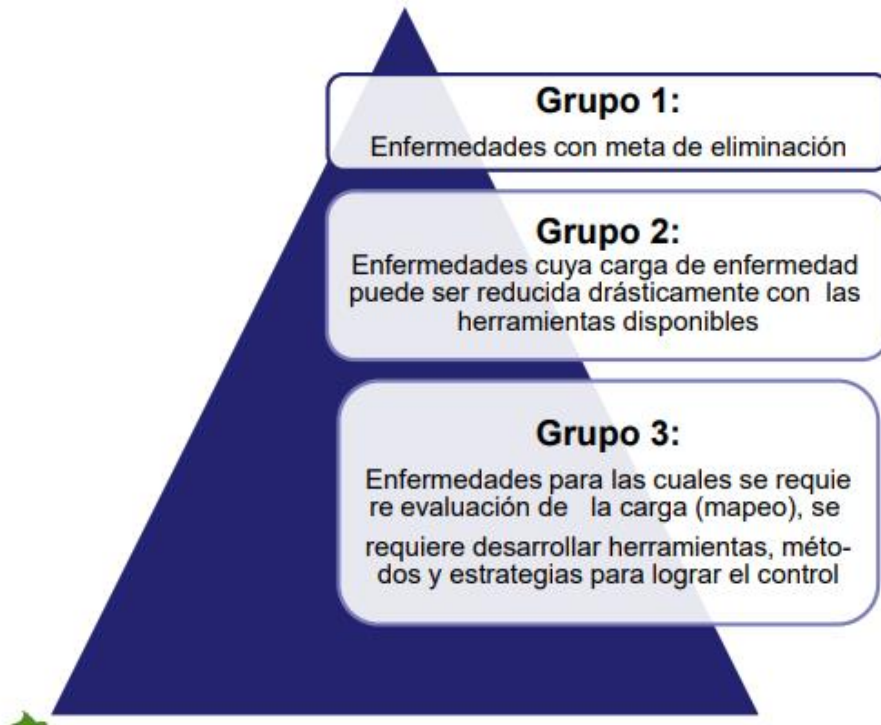 Grupo 1:
Enfermedades con meta de eliminación
Grupo 2:
Enfermedades cuya carga de enfermedad
puede ser reducida drásticamente con las
herramientas disponibles
Grupo 3:
Enfermedades para las cuales se requie
re evaluación de la carga (mapeo), se
requiere desarrollar herramientas, méto-
dos y estrategias para lograr el control